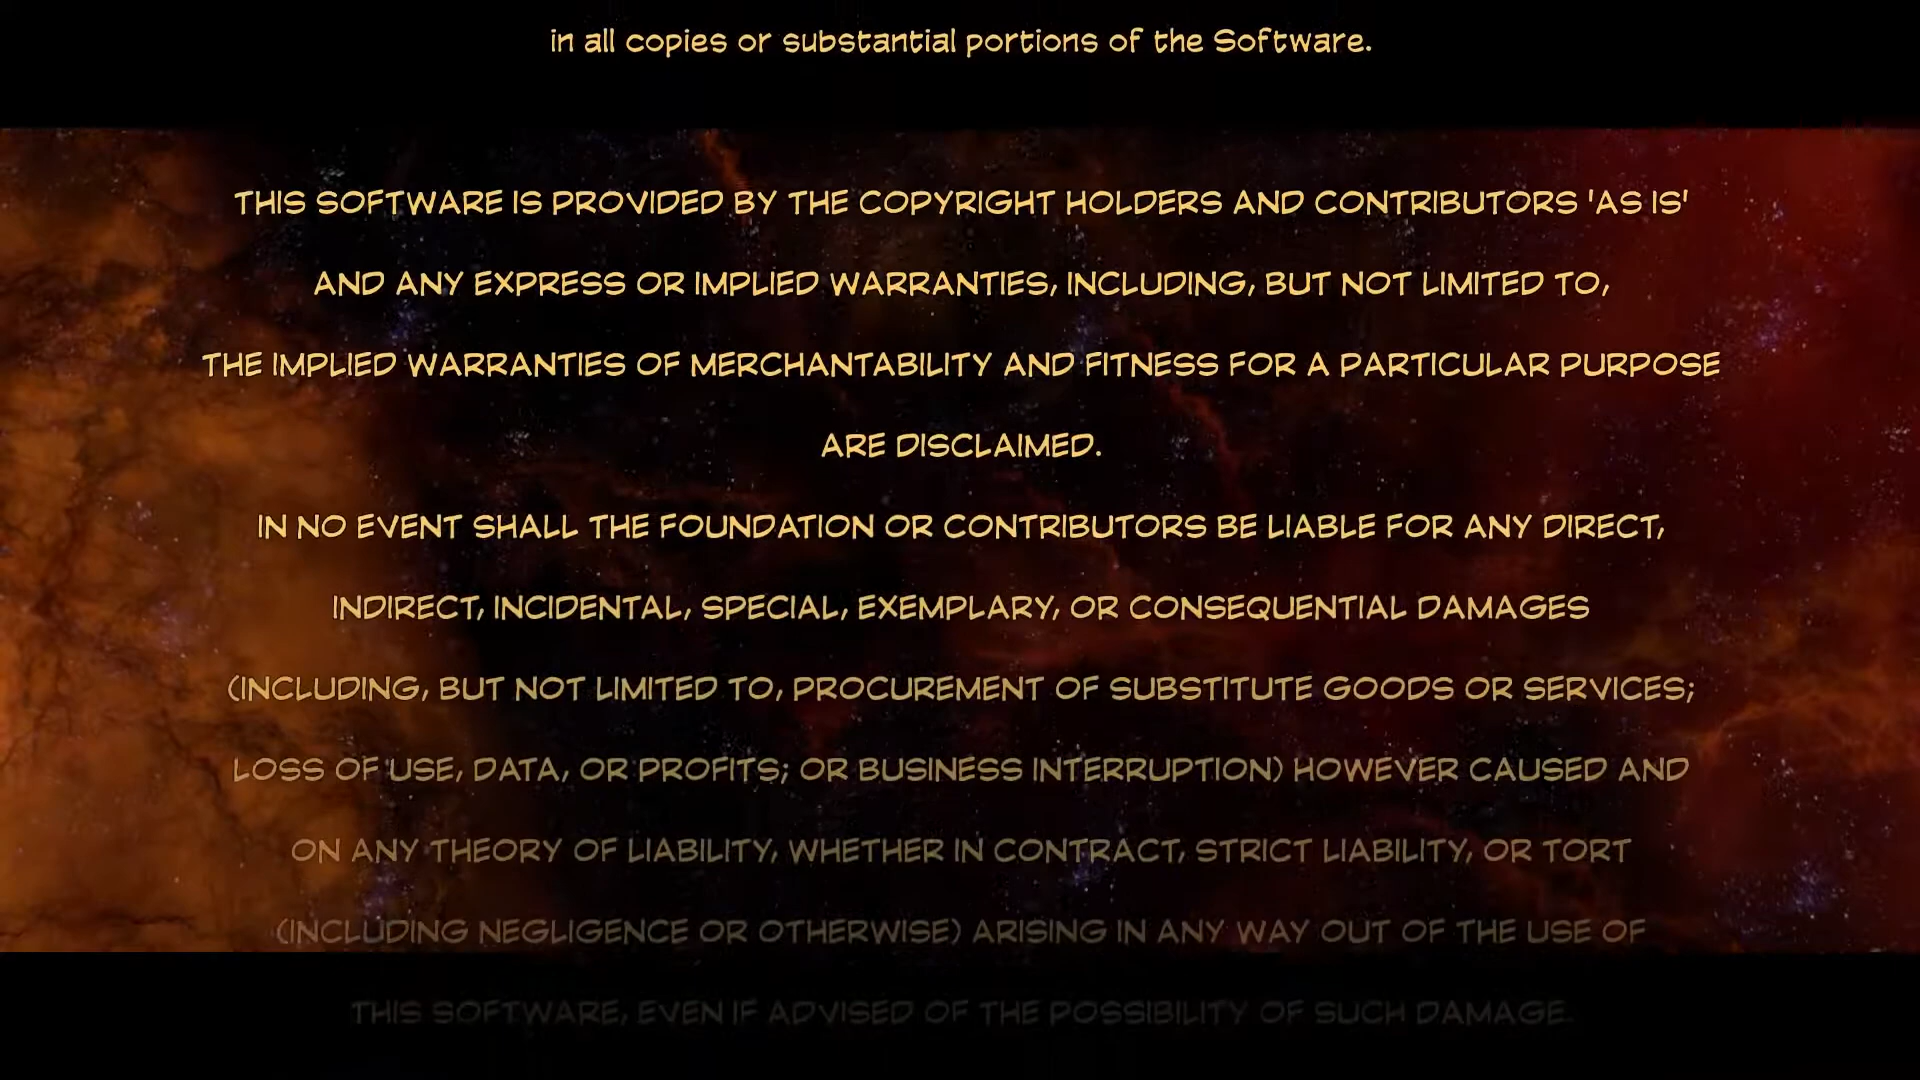 in all copies or substantial portions of the Software.
THIS SOFTWARE IS PROVIDED BY THE COPYRIGHT HOLDERS AND CONTRIBUTORS 'AS IS'
AND ANY EXPRESS OR IMPLIED WARRANTIES, INCLUDING, BUT NOT LIMITED TO,
THE IMPLIED WARRANTIES OF MERCHANTABILITY AND FITNESS FOR A PARTICULAR PURPOSE
ARE DISCLAIMED.
IN NO EVENT SHALL THE FOUNDATION OR CONTRIBUTORS BE LIABLE FOR ANY DIRECT,
INDIRECT, INCIDENTAL, SPECIAL, EXEMPLARY, OR CONSEQUENTIAL DAMAGES
(INCLUDING, BUT NOT LIMITED TO, PROCUREMENT OF SUBSTITUTE GOODS OR SERVICES;
LOSS OF USE, DATA, OR PROFITS; OR BUSINESS INTERRUPTION) HOWEVER CAUSED AND
ON ANY THEORY OF LIABILITY, WHETHER IN CONTRACT, STRICT LIABILITY, OR TORT
(INCLUDING NEGLIGENCE OR OTHERWISE) ARISING IN ANY WAY OUT OF THE USE OF
THIS SOFTWARE, EVEN IF ADVISED OF THE POSSIBILITY OF SUCH DAMAGE.